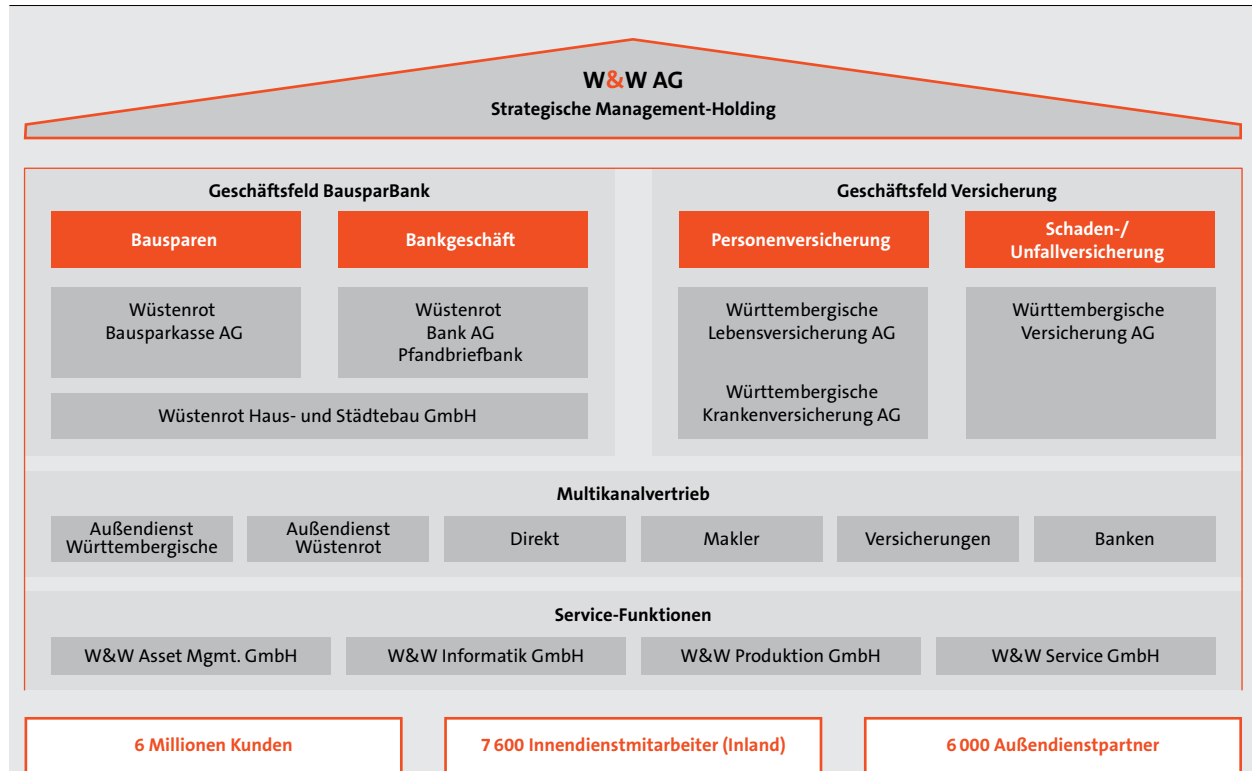 W&W AG
Strategische Management-Holding
Geschäftsfeld BausparBank
Bausparen
Bankgeschäft
Wüstenrot
Bausparkasse AG
Wüstenrot
Bank AG
Pfandbriefbank
Wüstenrot Haus- und Städtebau GmbH
Geschäftsfeld Versicherung
Personenversicherung
Schaden-/
Unfallversicherung
Württembergische
Lebensversicherung AG
Württembergische
Krankenversicherung AG
Württembergische
Versicherung AG
Multikanalvertrieb
Außendienst
Württembergische
Außendienst
Wüstenrot
Direkt
Makler
Versicherungen
Banken
Service-Funktionen
W&W Asset Mgmt. GmbH
W&W Informatik GmbH
W&W Produktion GmbH
W&W Service GmbH
6 Millionen Kunden
7 600 Innendienstmitarbeiter (Inland)
6 000 Außendienstpartner